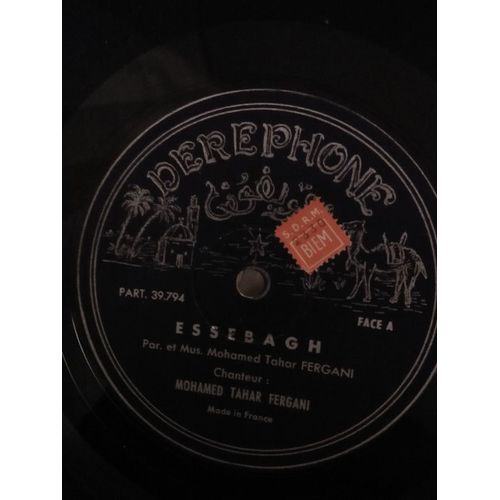 DEREPHONE
S.D.R.M.
BIEM
PART. 39.794
FACE A
ESSEBAGH
Par. et Mus. Mohamed Tahar FERGANI
Chanteur :
MOHAMED TAHAR FERGANI
Made in France